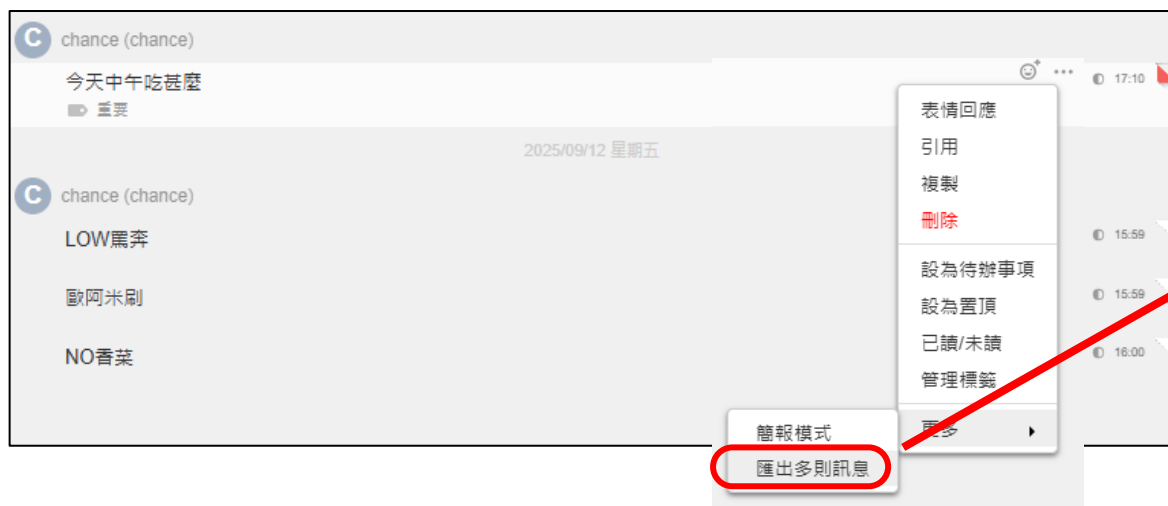 C chance (chance)
今天中午吃甚麼
重要
17:10
2025/09/12 星期五
C chance (chance)
LOW罵奔
15:59
歐阿米刷
15:59
NO香菜
16:00
表情回應
引用
複製
刪除
設為待辦事項
設為置頂
已讀/未讀
管理標籤
更多
簡報模式
匯出多則訊息